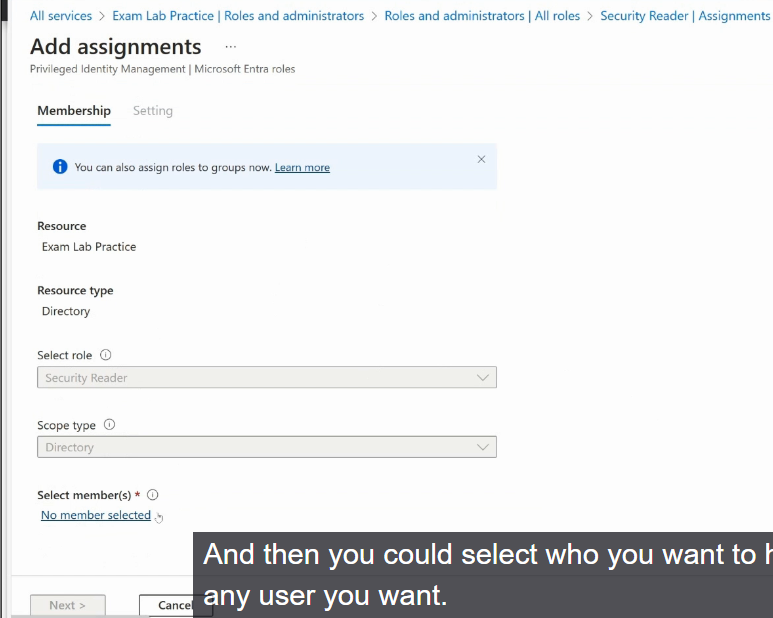 All services > Exam Lab Practice | Roles and administrators > Roles and administrators | All roles > Security Reader | Assignments
Add assignments ...
Privileged Identity Management | Microsoft Entra roles
Membership Setting
You can also assign roles to groups now. Learn more
Resource
Exam Lab Practice
Resource type
Directory
Select role
Security Reader
Scope type
Directory
Select member(s) *
No member selected
And then you could select who you want to
any user you want.
Next > Cancel